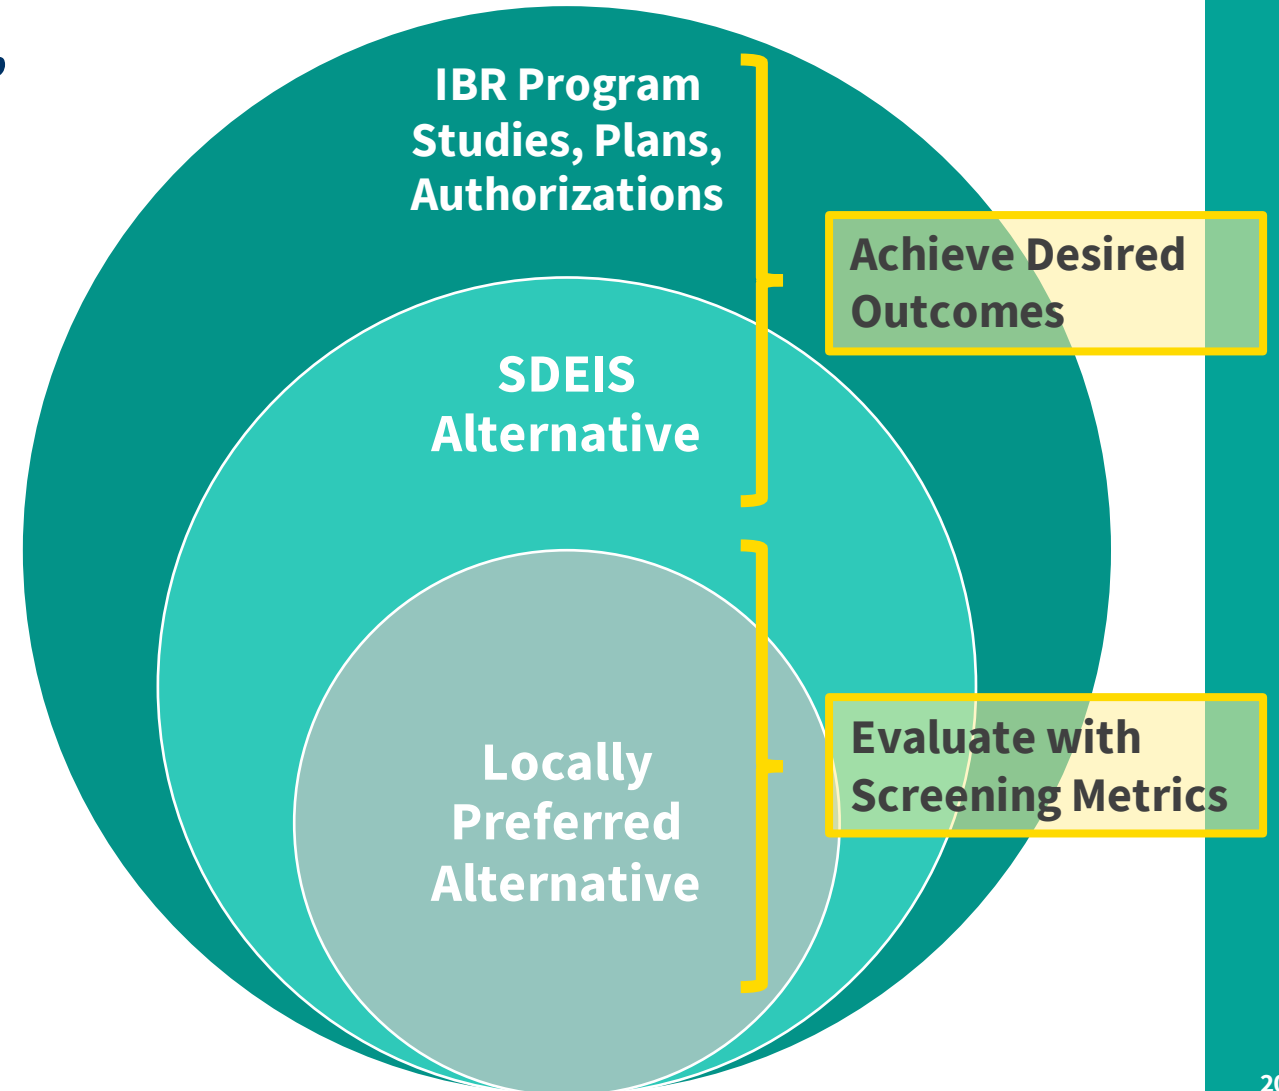 IBR Program
Studies, Plans,
Authorizations
Achieve Desired
Outcomes
SDEIS
Alternative
Evaluate with
Screening Metrics
Locally
Preferred
Alternative